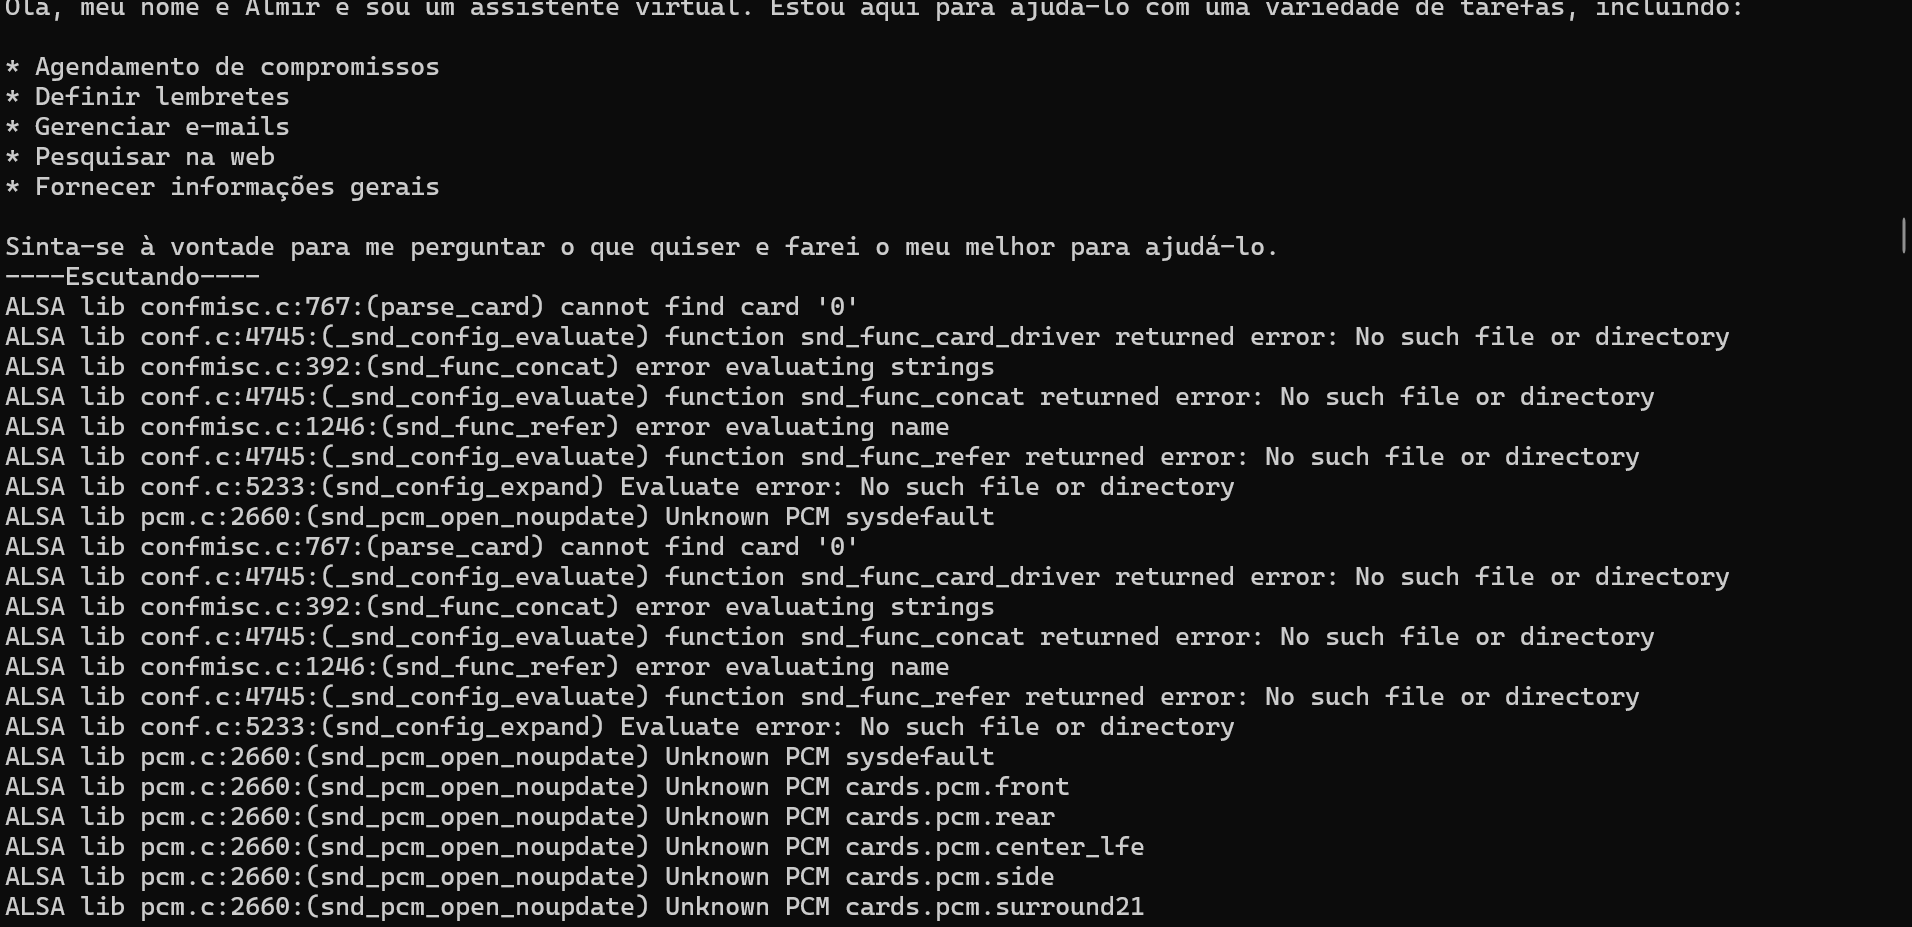 Olá, meu nome é Almir e sou um assistente virtual. Estou aqui para ajudá-lo com uma variedade de tarefas, incluindo:
* Agendamento de compromissos
* Definir lembretes
* Gerenciar e-mails
* Pesquisar na web
* Fornecer informações gerais
Sinta-se à vontade para me perguntar o que quiser e farei o meu melhor para ajudá-lo.
----Escutando----
ALSA lib confmisc.c:767:(parse_card) cannot find card '0'
ALSA lib conf.c:4745:(_snd_config_evaluate) function snd_func_card_driver returned error: No such file or directory
ALSA lib confmisc.c:392:(snd_func_concat) error evaluating strings
ALSA lib conf.c:4745:(_snd_config_evaluate) function snd_func_concat returned error: No such file or directory
ALSA lib confmisc.c:1246:(snd_func_refer) error evaluating name
ALSA lib conf.c:4745:(_snd_config_evaluate) function snd_func_refer returned error: No such file or directory
ALSA lib conf.c:5233:(snd_config_expand) Evaluate error: No such file or directory
ALSA lib pcm.c:2660:(snd_pcm_open_noupdate) Unknown PCM sysdefault
ALSA lib confmisc.c:767:(parse_card) cannot find card '0'
ALSA lib conf.c:4745:(_snd_config_evaluate) function snd_func_card_driver returned error: No such file or directory
ALSA lib confmisc.c:392:(snd_func_concat) error evaluating strings
ALSA lib conf.c:4745:(_snd_config_evaluate) function snd_func_concat returned error: No such file or directory
ALSA lib confmisc.c:1246:(snd_func_refer) error evaluating name
ALSA lib conf.c:4745:(_snd_config_evaluate) function snd_func_refer returned error: No such file or directory
ALSA lib conf.c:5233:(snd_config_expand) Evaluate error: No such file or directory
ALSA lib pcm.c:2660:(snd_pcm_open_noupdate) Unknown PCM sysdefault
ALSA lib pcm.c:2660:(snd_pcm_open_noupdate) Unknown PCM cards.pcm.front
ALSA lib pcm.c:2660:(snd_pcm_open_noupdate) Unknown PCM cards.pcm.rear
ALSA lib pcm.c:2660:(snd_pcm_open_noupdate) Unknown PCM cards.pcm.center_lfe
ALSA lib pcm.c:2660:(snd_pcm_open_noupdate) Unknown PCM cards.pcm.side
ALSA lib pcm.c:2660:(snd_pcm_open_noupdate) Unknown PCM cards.pcm.surround21